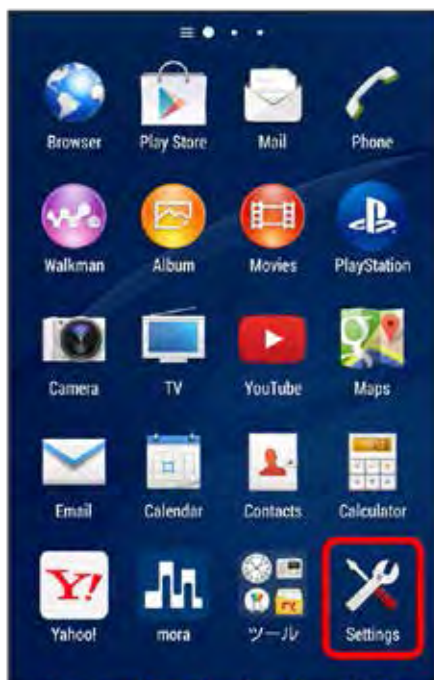 Browser Play Store Mail Phone
Walkman Album Movies PlayStation
Camera TV YouTube Maps
Email Calendar Contacts Calculator
Y!
Yahoo! mora ツール Settings